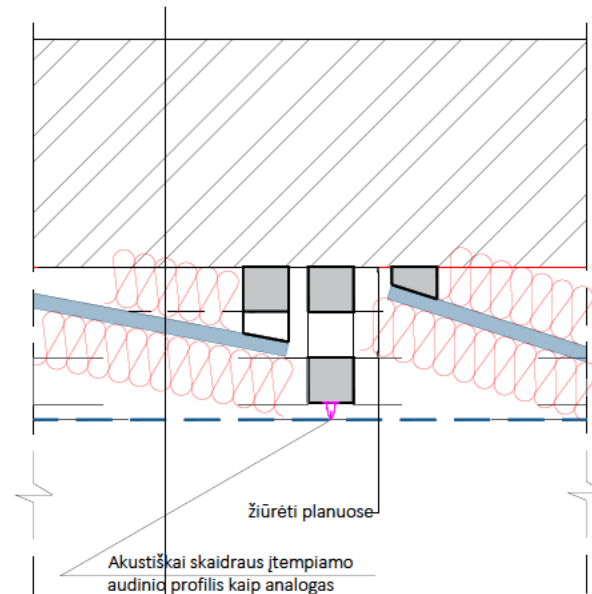 žiūrėti planuose
Akustiškai skaidraus įtempiamo
audinio profilis kaip analogas